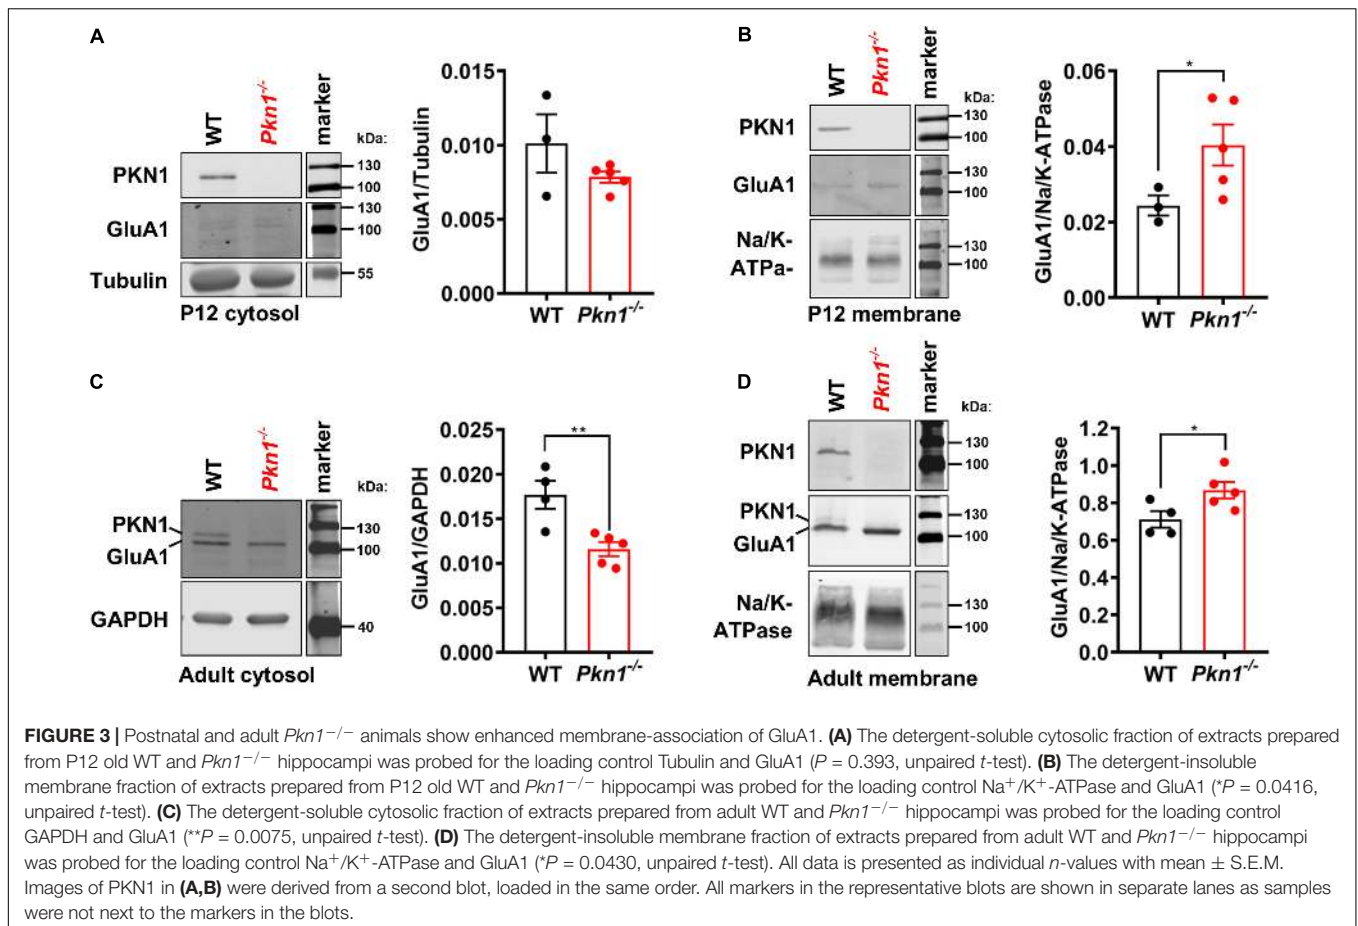 A
WT
Pkn1-/-
marker
kDa:
PKN1
130
100
GluA1
130
100
Tubulin
55
P12 cytosol
GluA1/Tubulin
0.015
0.010
0.005
0.000
WT Pkn1-/-
B
WT
Pkn1-/-
marker
kDa:
PKN1
130
100
GluA1
130
100
Na/K-
ATPa-
130
100
P12 membrane
GluA1/Na/K-ATPase
0.06
0.04
0.02
0.00
*
WT Pkn1-/-
C
WT
Pkn1-/-
marker
kDa:
PKN1
GluA1
130
100
GAPDH
40
Adult cytosol
GluA1/GAPDH
0.025
0.020
0.015
0.010
0.005
0.000
**
WT Pkn1-/-
D
WT
Pkn1-/-
marker
kDa:
PKN1
130
100
PKN1
GluA1
130
100
Na/K-
ATPase
130
100
Adult membrane
GluA1/Na/K-ATPase
1.2
1.0
0.8
0.6
0.4
0.2
0.0
*
WT Pkn1-/-
FIGURE 3 | Postnatal and adult Pkn1−/− animals show enhanced membrane-association of GluA1. (A) The detergent-soluble cytosolic fraction of extracts prepared
from P12 old WT and Pkn1−/− hippocampi was probed for the loading control Tubulin and GluA1 (P = 0.393, unpaired t-test). (B) The detergent-insoluble
membrane fraction of extracts prepared from P12 old WT and Pkn1−/− hippocampi was probed for the loading control Na+/K+-ATPase and GluA1 (*P = 0.0416,
unpaired t-test). (C) The detergent-soluble cytosolic fraction of extracts prepared from adult WT and Pkn1−/− hippocampi was probed for the loading control
GAPDH and GluA1 (**P = 0.0075, unpaired t-test). (D) The detergent-insoluble membrane fraction of extracts prepared from adult WT and Pkn1−/− hippocampi
was probed for the loading control Na+/K+-ATPase and GluA1 (*P = 0.0430, unpaired t-test). All data is presented as individual n-values with mean ± S.E.M.
Images of PKN1 in (A,B) were derived from a second blot, loaded in the same order. All markers in the representative blots are shown in separate lanes as samples
were not next to the markers in the blots.